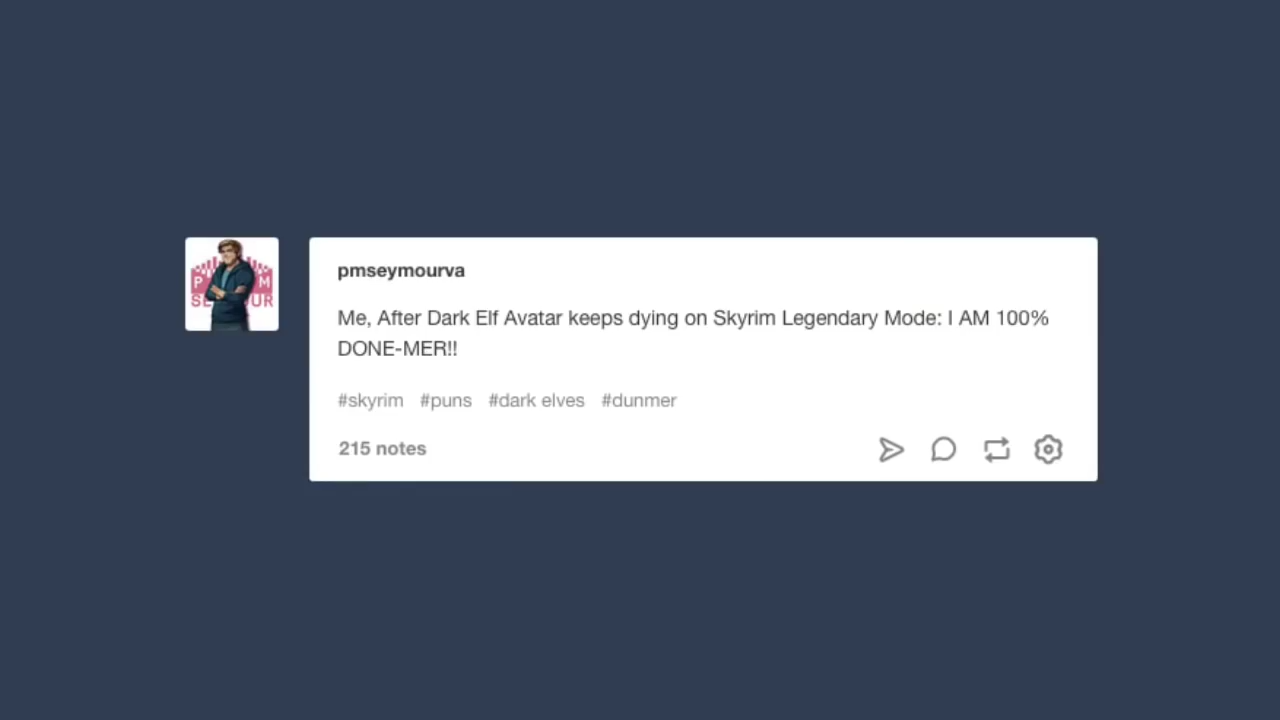 pmseymourva
Me, After Dark Elf Avatar keeps dying on Skyrim Legendary Mode: I AM 100%
DONE-MER!!
#skyrim #puns #dark elves #dunmer
215 notes